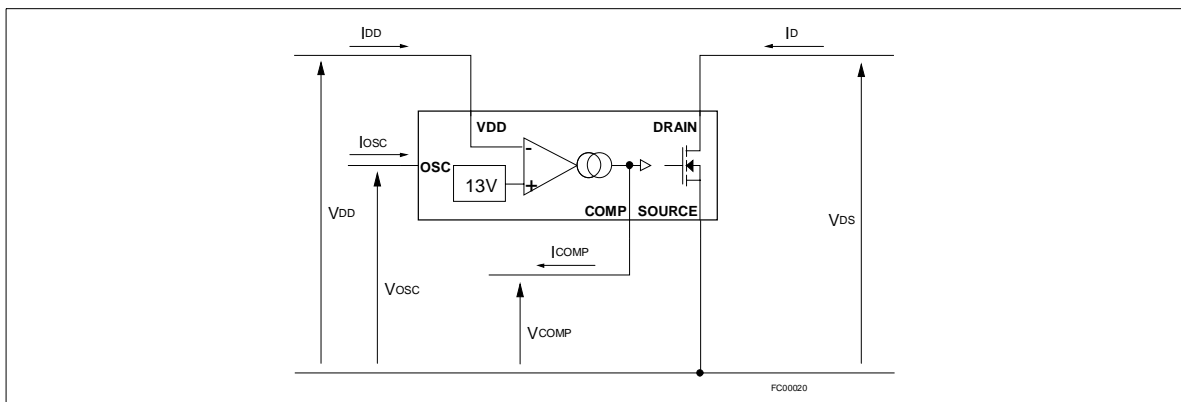 IDD
ID
VDD
DRAIN
IOSC
OSC
-
13V
+
COMP
SOURCE
VDD
VDS
ICOMP
VOSC
VCOMP
FC00020